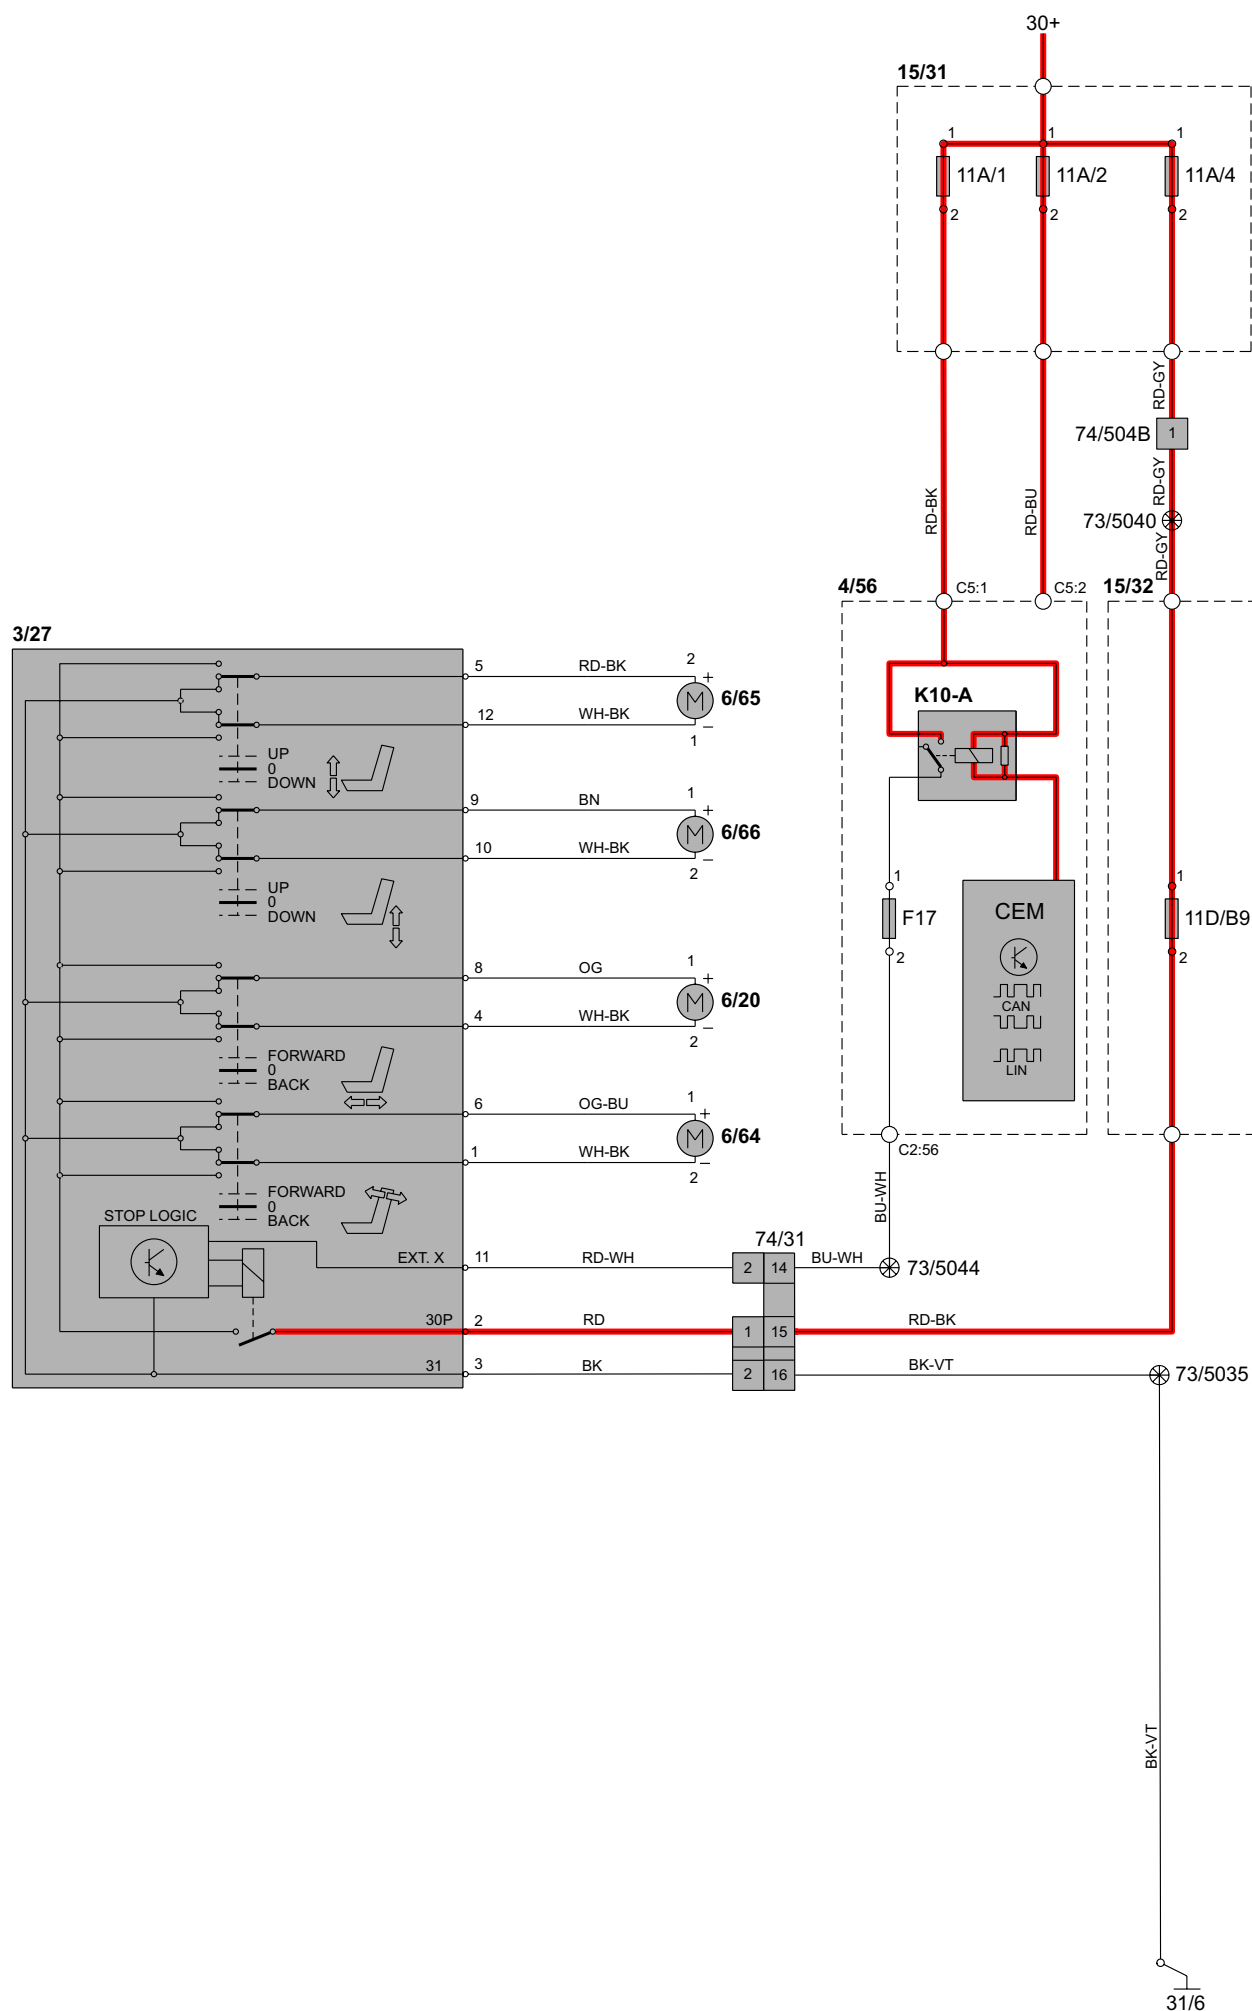 30+
15/31
1
1
1
11A/1
11A/2
11A/4
2
2
2
RD-GY
74/504B
1
RD-GY
RD-BK
RD-BU
73/5040
RD-GY
4/56
C5:1
C5:2
15/32
3/27
5
RD-BK
2
+
M
6/65
12
WH-BK
–
1
K10-A
UP
0
DOWN
9
BN
1
+
M
6/66
10
WH-BK
–
2
UP
0
DOWN
1
F17
2
CEM
CAN
LIN
1
11D/B9
2
8
OG
1
+
M
6/20
4
WH-BK
–
2
FORWARD
0
BACK
6
OG-BU
1
+
M
6/64
1
WH-BK
–
2
C2:56
BU-WH
FORWARD
0
BACK
STOP LOGIC
74/31
EXT. X
11
RD-WH
2
14
BU-WH
73/5044
30P
2
RD
1
15
RD-BK
31
3
BK
2
16
BK-VT
73/5035
BK-VT
31/6